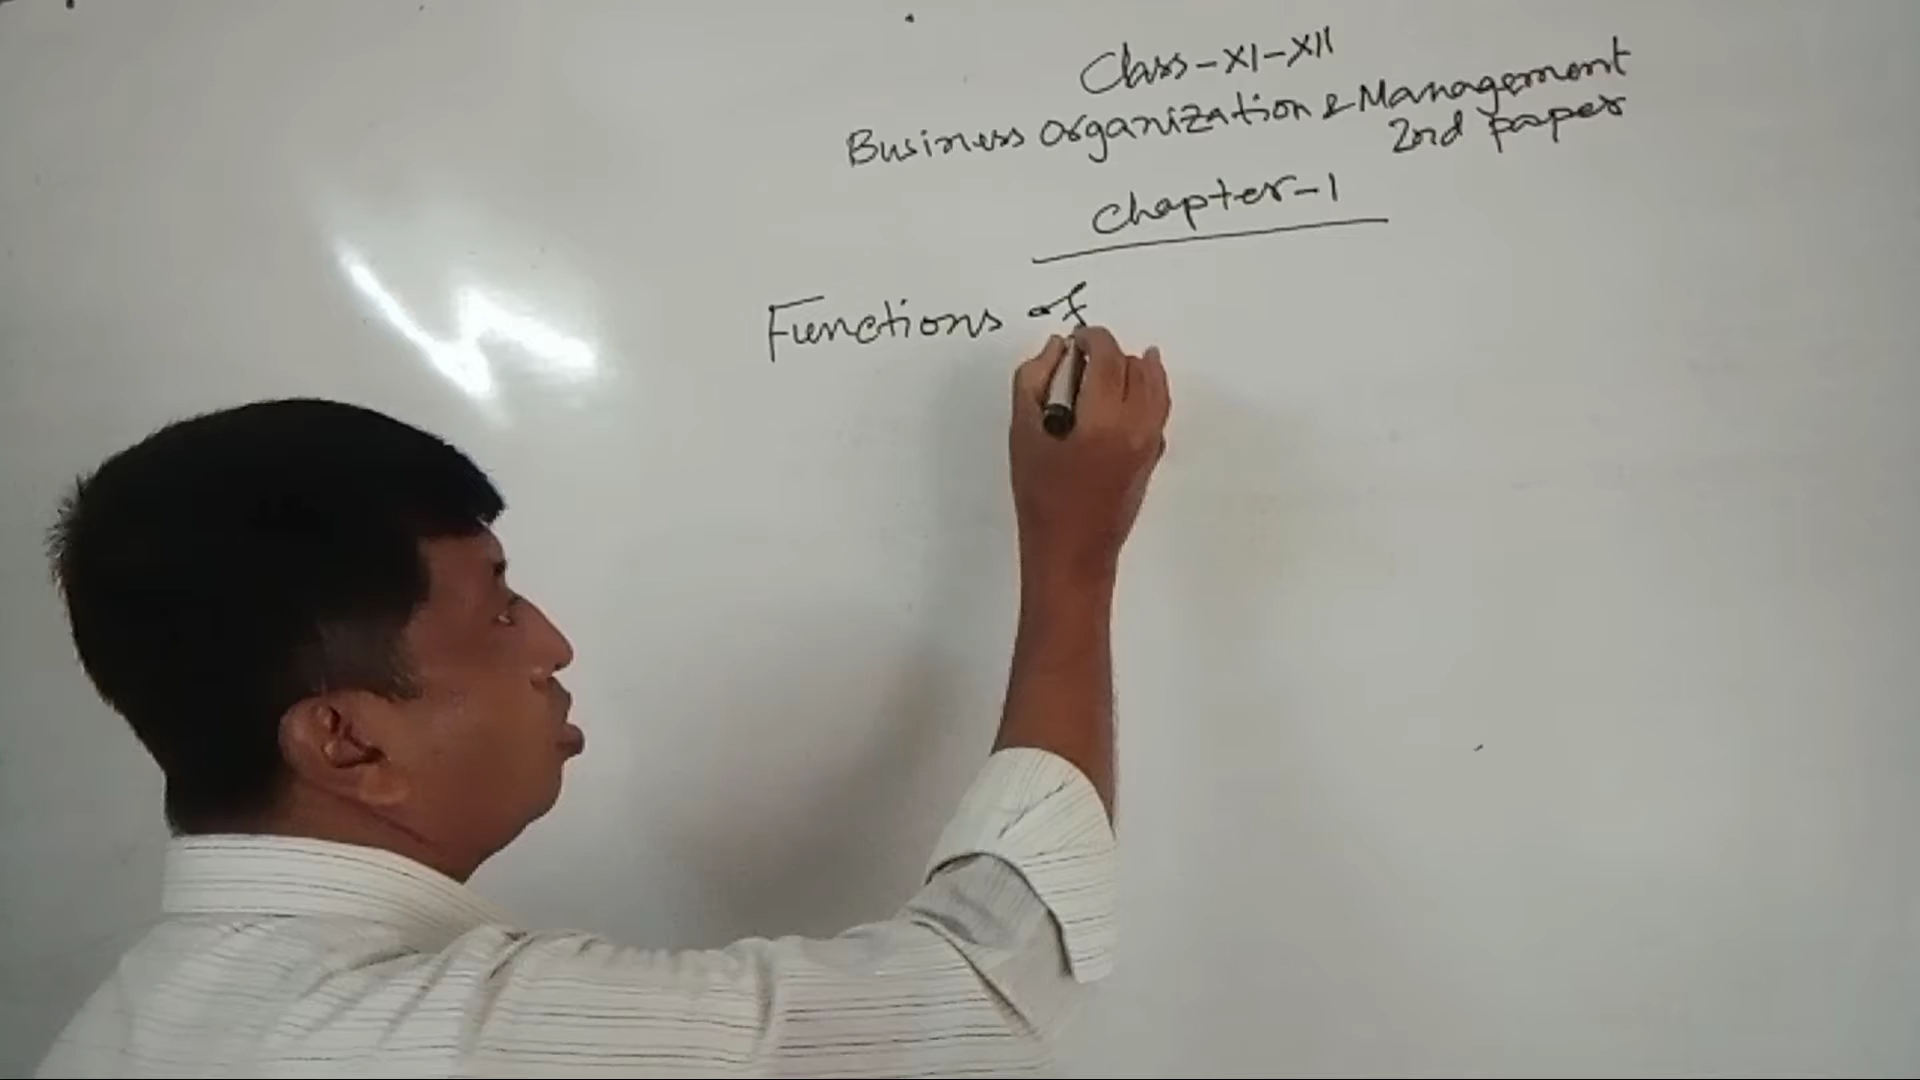 Class-XI-XII
Business organization & Management
2nd paper
chapter-1
Functions of